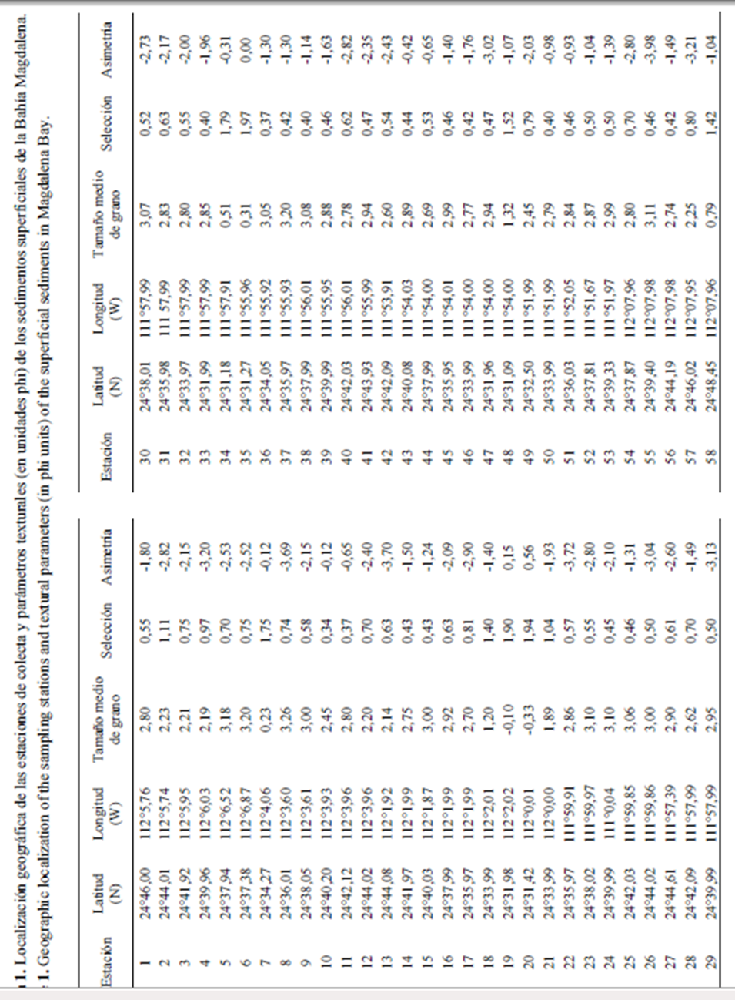 1. Localización geográfica de las estaciones de colecta y parámetros texturales (en unidades phi) de los sedimentos superficiales de la Bahía Magdalena.
1. Geographic localization of the sampling stations and textural parameters (in phi units) of the superficial sediments in Magdalena Bay.
Estación Latitud (N) Longitud (W) Tamaño medio de grano Selección Asimetría
1 24°46,00 112°5,76 2,80 0,55 -1,80
2 24°44,01 112°5,74 2,23 1,11 -2,82
3 24°41,92 112°5,95 2,21 0,75 -2,15
4 24°39,96 112°6,03 2,19 0,97 -3,20
5 24°37,94 112°6,52 3,18 0,70 -2,53
6 24°37,38 112°6,87 3,20 0,75 -2,52
7 24°34,27 112°4,06 0,23 1,75 -0,12
8 24°36,01 112°3,60 3,26 0,74 -3,69
9 24°38,05 112°3,61 3,00 0,58 -2,15
10 24°40,20 112°3,93 2,45 0,34 -0,12
11 24°42,12 112°3,96 2,80 0,37 -0,65
12 24°44,02 112°3,96 2,20 0,70 -2,40
13 24°44,08 112°1,92 2,14 0,63 -3,70
14 24°41,97 112°1,99 2,75 0,43 -1,50
15 24°40,03 112°1,87 3,00 0,43 -1,24
16 24°37,99 112°1,99 2,92 0,63 -2,09
17 24°35,97 112°1,99 2,70 0,81 -2,90
18 24°33,99 112°2,01 1,20 1,40 -1,40
19 24°31,98 112°2,02 -0,10 1,90 0,15
20 24°31,42 112°0,01 -0,33 1,94 0,56
21 24°33,99 112°0,00 1,89 1,04 -1,93
22 24°35,97 111°59,91 2,86 0,57 -3,72
23 24°38,02 111°59,97 3,10 0,55 -2,80
24 24°39,99 111°0,04 3,10 0,45 -2,10
25 24°42,03 111°59,85 3,06 0,46 -1,31
26 24°44,02 111°59,86 3,00 0,50 -3,04
27 24°44,61 111°57,39 2,90 0,61 -2,60
28 24°42,09 111°57,99 2,62 0,70 -1,49
29 24°39,99 111°57,99 2,95 0,50 -3,13
Estación Latitud (N) Longitud (W) Tamaño medio de grano Selección Asimetría
30 24°38,01 111°57,99 3,07 0,52 -2,73
31 24°35,98 111 57,99 2,83 0,63 -2,17
32 24°33,97 111°57,99 2,80 0,55 -2,00
33 24°31,99 111°57,99 2,85 0,40 -1,96
34 24°31,18 111°57,91 0,51 1,79 -0,31
35 24°31,27 111°55,96 0,31 1,97 0,00
36 24°34,05 111°55,92 3,05 0,37 -1,30
37 24°35,97 111°55,93 3,20 0,42 -1,30
38 24°37,99 111°56,01 3,08 0,40 -1,14
39 24°39,99 111°55,95 2,88 0,46 -1,63
40 24°42,03 111°56,01 2,78 0,62 -2,82
41 24°43,93 111°55,99 2,94 0,47 -2,35
42 24°42,09 111°53,91 2,60 0,54 -2,43
43 24°40,08 111°54,03 2,89 0,44 -0,42
44 24°37,99 111°54,00 2,69 0,53 -0,65
45 24°35,95 111°54,01 2,99 0,46 -1,40
46 24°33,99 111°54,00 2,77 0,42 -1,76
47 24°31,96 111°54,00 2,94 0,47 -3,02
48 24°31,09 111°54,00 1,32 1,52 -1,07
49 24°32,50 111°51,99 2,45 0,79 -2,03
50 24°33,99 111°51,99 2,79 0,40 -0,98
51 24°36,03 111°52,05 2,84 0,46 -0,93
52 24°37,81 111°51,67 2,87 0,50 -1,04
53 24°39,33 111°51,97 2,99 0,50 -1,39
54 24°37,87 112°07,96 2,80 0,70 -2,80
55 24°39,40 112°07,98 3,11 0,46 -3,98
56 24°44,19 112°07,98 2,74 0,42 -1,49
57 24°46,02 112°07,95 2,25 0,80 -3,21
58 24°48,45 112°07,96 0,79 1,42 -1,04